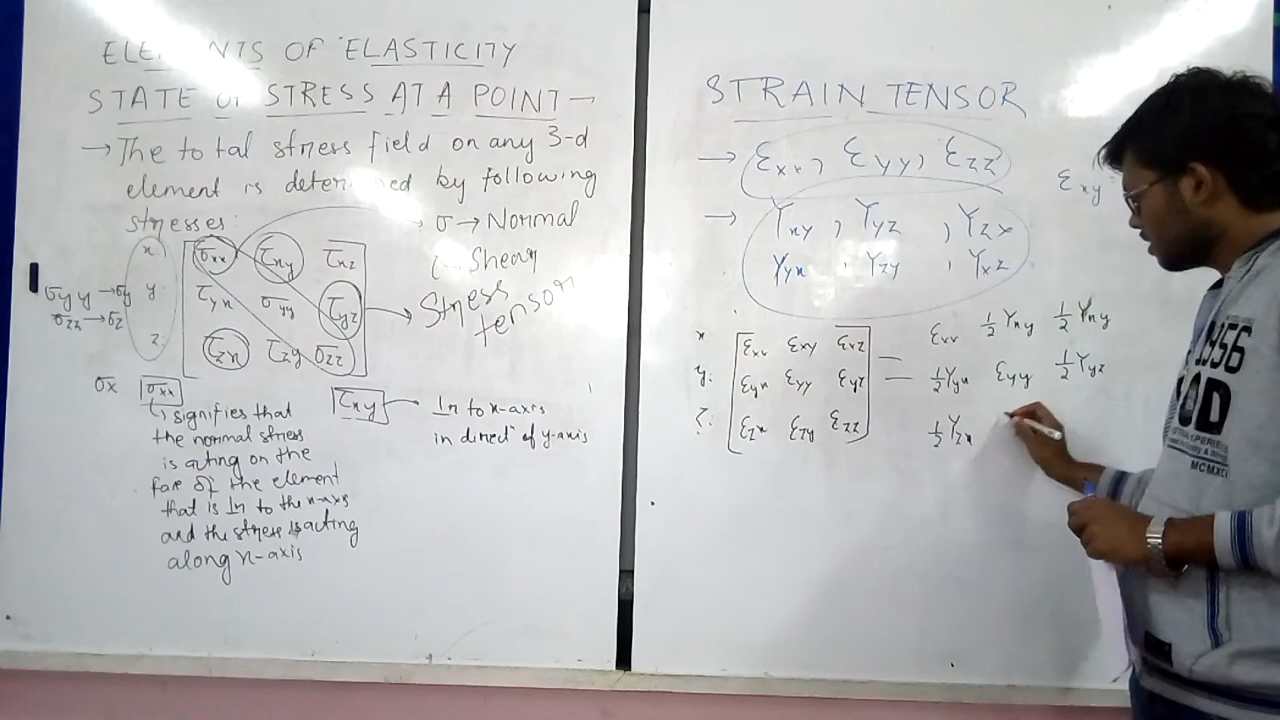 ELE NTS OF ELASTICITY
STATE OF STRESS AT A POINT -
→ The total stress field on any 3-d
element is determined by following
stresses:
σ → Normal
τ Shear
x
y
z
σxx τxy τxz
τyx σyy τyz
τzx τzy σzz
→ Stress
tensor
σyy → σy
σzz → σz
σx σxx
↳ signifies that
the normal stress
is acting on the
face of the element
that is ⊥r to the x-axis
and the stress is acting
along x-axis
τxy
⊥r to x-axis
in direcⁿ of y-axis
STRAIN TENSOR
→ εxx, εyy, εzz
εxy
→ γxy, γyz, γzx
γyx, γzy, γxz
x
y:
z:
εxx εxy εxz
εyx εyy εyz
εzx εzy εzz
=
εxx ½γxy ½γxy
½γyx εyy ½γyz
½γzx
1956
MCMXC